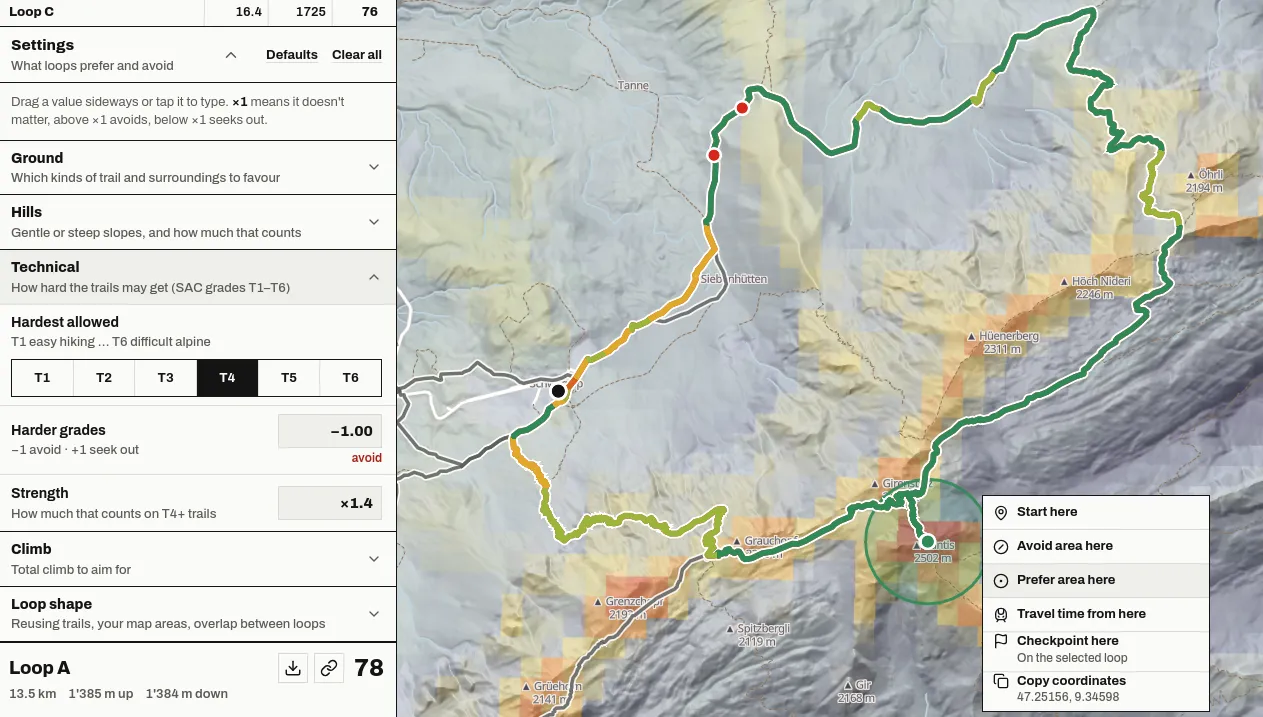 Loop C 16.4 1725 76
Settings
What loops prefer and avoid
Defaults Clear all
Drag a value sideways or tap it to type. ×1 means it doesn't
matter, above ×1 avoids, below ×1 seeks out.
Ground
Which kinds of trail and surroundings to favour
Hills
Gentle or steep slopes, and how much that counts
Technical
How hard the trails may get (SAC grades T1–T6)
Hardest allowed
T1 easy hiking … T6 difficult alpine
T1 T2 T3 T4 T5 T6
Harder grades
−1 avoid · +1 seek out
−1.00
avoid
Strength
How much that counts on T4+ trails
×1.4
Climb
Total climb to aim for
Loop shape
Reusing trails, your map areas, overlap between loops
Loop A
78
13.5 km 1'385 m up 1'384 m down
Tanne
Öhrli
2194 m
Höch Nideri
2246 m
Hüenerberg
2311 m
2502 m
Spitzbergli
2119 m
Gir
2168 m
2141 m
Start here
Avoid area here
Prefer area here
Travel time from here
Checkpoint here
On the selected loop
Copy coordinates
47.25156, 9.34598